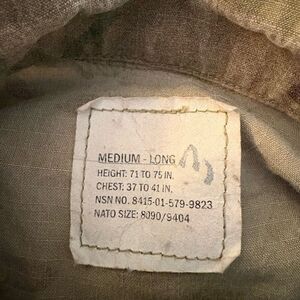 MEDIUM - LONG
HEIGHT: 71 TO 75 IN.
CHEST: 37 TO 41 IN.
NSN NO. 8415-01-579-9823
NATO SIZE: 8090/9404